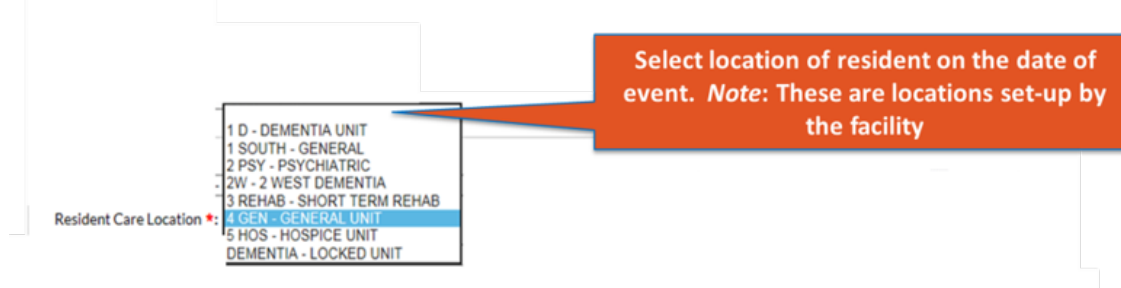 Select location of resident on the date of
event. Note: These are locations set-up by
the facility
1 D - DEMENTIA UNIT
1 SOUTH - GENERAL
2 PSY - PSYCHIATRIC
2W - 2 WEST DEMENTIA
3 REHAB - SHORT TERM REHAB
Resident Care Location *: 4 GEN - GENERAL UNIT
5 HOS - HOSPICE UNIT
DEMENTIA - LOCKED UNIT